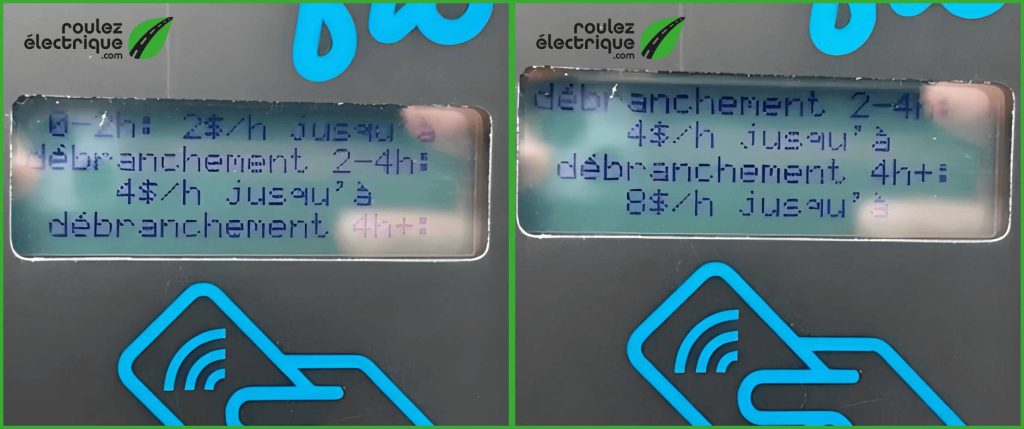 roulez
électrique
.com
0-2h: 2$/h jusqu'à
débranchement 2-4h:
4$/h jusqu'à
débranchement 4h+:
roulez
électrique
.com
débranchement 2-4h:
4$/h jusqu'à
débranchement 4h+:
8$/h jusqu'à